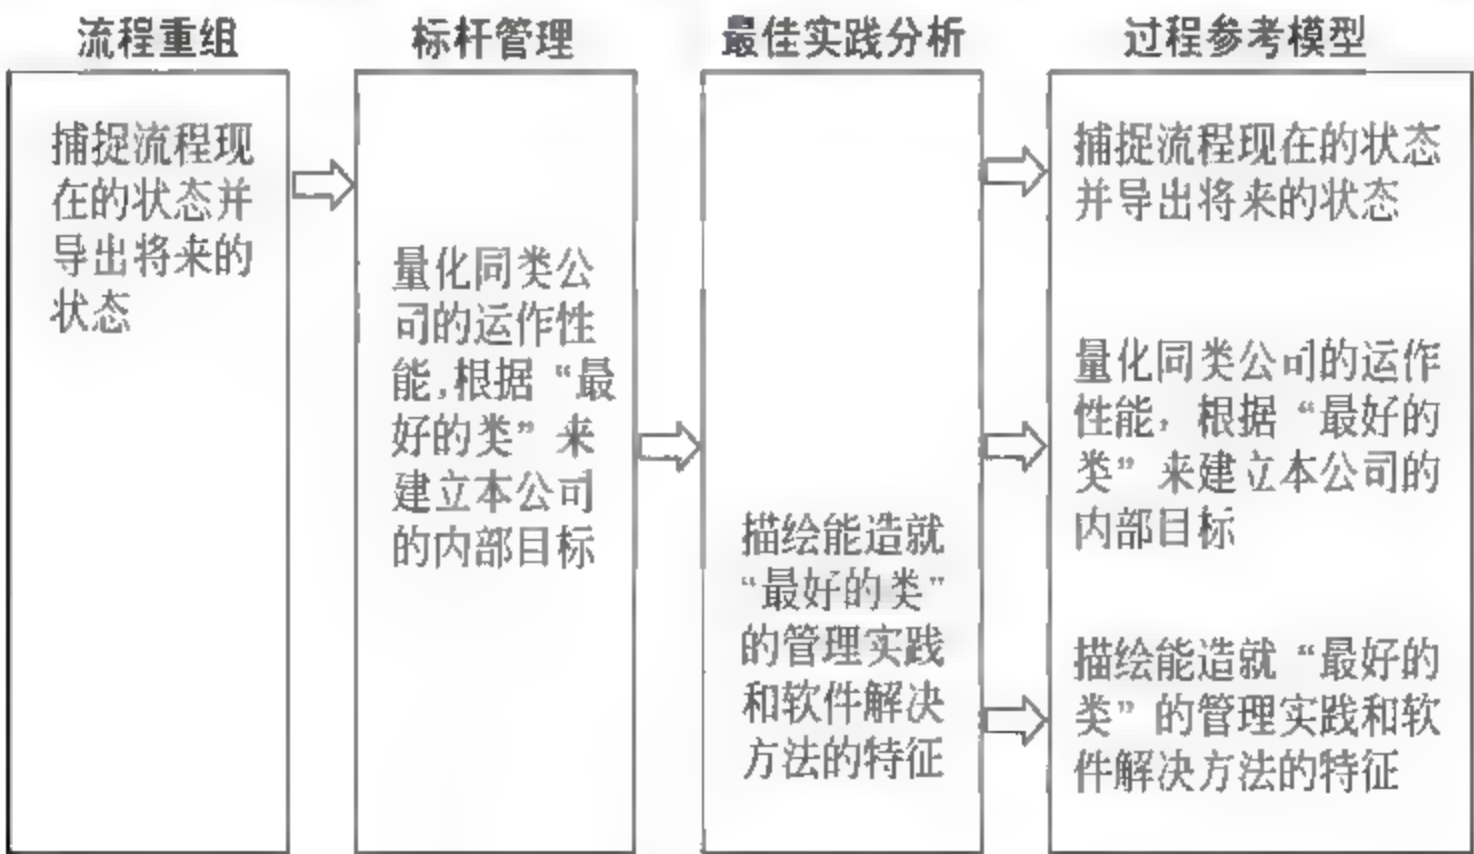 流程重组
捕捉流程现
在的状态并
导出将来的
状态
标杆管理
量化同类公
司的运作性
能,根据“最
好的类”来
建立本公司
的内部目标
最佳实践分析
描绘能造就
“最好的类”
的管理实践
和软件解决
方法的特征
过程参考模型
捕捉流程现在的状态
并导出将来的状态
量化同类公司的运作
性能，根据“最好的
类”来建立本公司的
内部目标
描绘能造就“最好的
类”的管理实践和软
件解决方法的特征